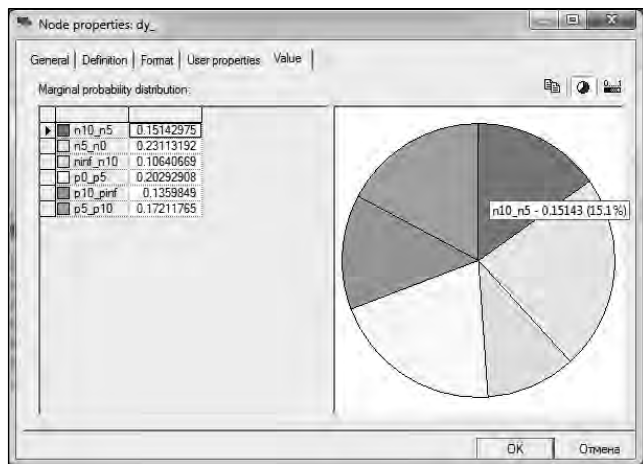 Node properties: dy_
General Definition Format User properties Value
Marginal probability distribution:
n10_n5 0.15142975
n5_n0 0.23113192
ninf_n10 0.10640669
p0_p5 0.20292908
p10_pinf 0.1359849
p5_p10 0.17211765
n10_n5 - 0.15143 (15.1%)
OK Отмена